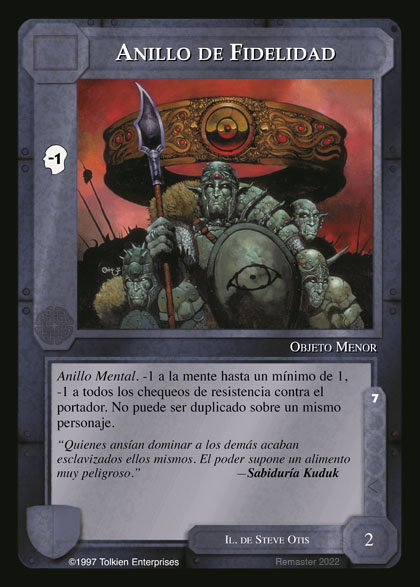 ANILLO DE FIDELIDAD
-1
OBJETO MENOR
Anillo Mental. -1 a la mente hasta un mínimo de 1,
-1 a todos los chequeos de resistencia contra el
portador. No puede ser duplicado sobre un mismo
personaje.
7
“Quienes ansían dominar a los demás acaban
esclavizados ellos mismos. El poder supone un alimento
muy peligroso.” —Sabiduría Kuduk
IL. DE STEVE OTIS
2
©1997 Tolkien Enterprises
Remaster 2022